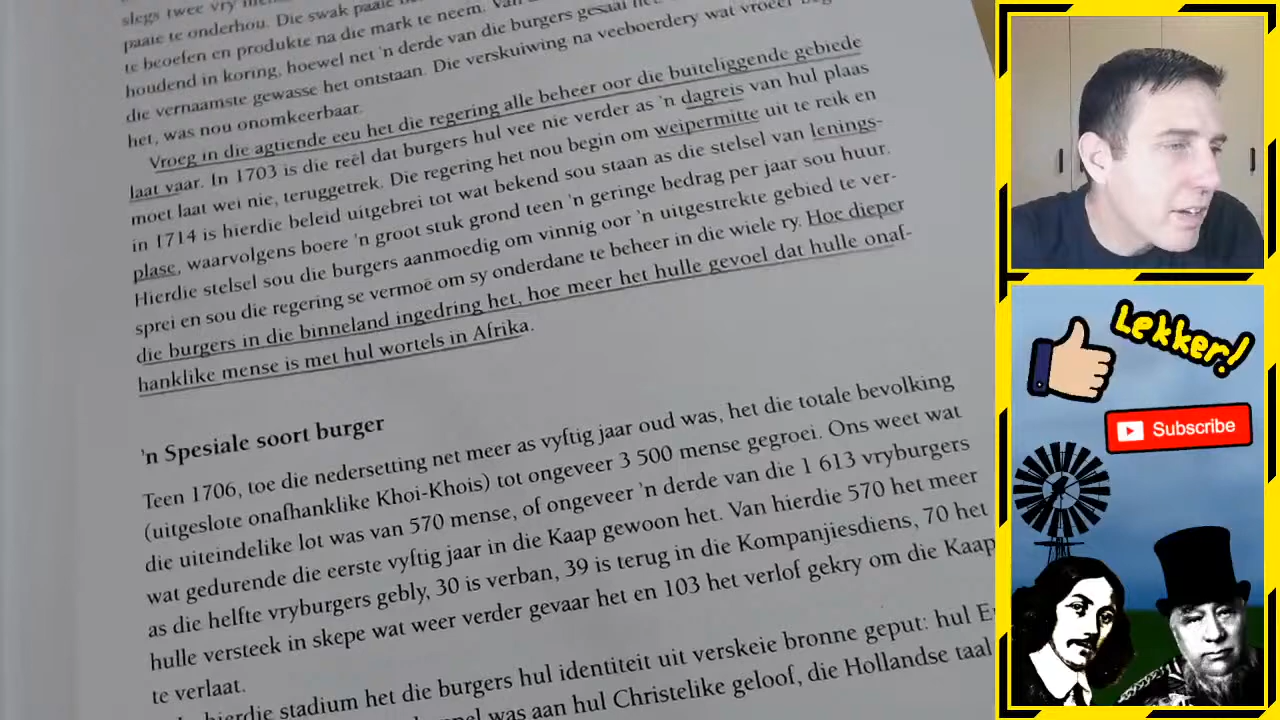 slegs twee vry
paaie te onderhou. Die swak paaie
te beoefen en produkte na die mark te neem. Van
houdend in koring, hoewel net 'n derde van die burgers gesaai het
die vernaamste gewasse het ontstaan. Die verskuiwing na veeboerdery wat vroeër
het, was nou onomkeerbaar.
Vroeg in die agtiende eeu het die regering alle beheer oor die buiteliggende gebiede
laat vaar. In 1703 is die reël dat burgers hul vee nie verder as 'n dagreis van hul plaas
moet laat wei nie, teruggetrek. Die regering het nou begin om weipermitte uit te reik en
in 1714 is hierdie beleid uitgebrei tot wat bekend sou staan as die stelsel van lenings-
plase, waarvolgens boere 'n groot stuk grond teen 'n geringe bedrag per jaar sou huur.
Hierdie stelsel sou die burgers aanmoedig om vinnig oor 'n uitgestrekte gebied te ver-
sprei en sou die regering se vermoë om sy onderdane te beheer in die wiele ry. Hoe dieper
die burgers in die binneland ingedring het, hoe meer het hulle gevoel dat hulle onaf-
hanklike mense is met hul wortels in Afrika.
'n Spesiale soort burger
Teen 1706, toe die nedersetting net meer as vyftig jaar oud was, het die totale bevolking
(uitgeslote onafhanklike Khoi-Khois) tot ongeveer 3 500 mense gegroei. Ons weet wat
die uiteindelike lot was van 570 mense, of ongeveer 'n derde van die 1 613 vryburgers
wat gedurende die eerste vyftig jaar in die Kaap gewoon het. Van hierdie 570 het meer
as die helfte vryburgers gebly, 30 is verban, 39 is terug in die Kompanjiesdiens, 70 het
hulle versteek in skepe wat weer verder gevaar het en 103 het verlof gekry om die Kaap
te verlaat.
hierdie stadium het die burgers hul identiteit uit verskeie bronne geput: hul
was aan hul Christelike geloof, die Hollandse taal
Lekker!
Subscribe